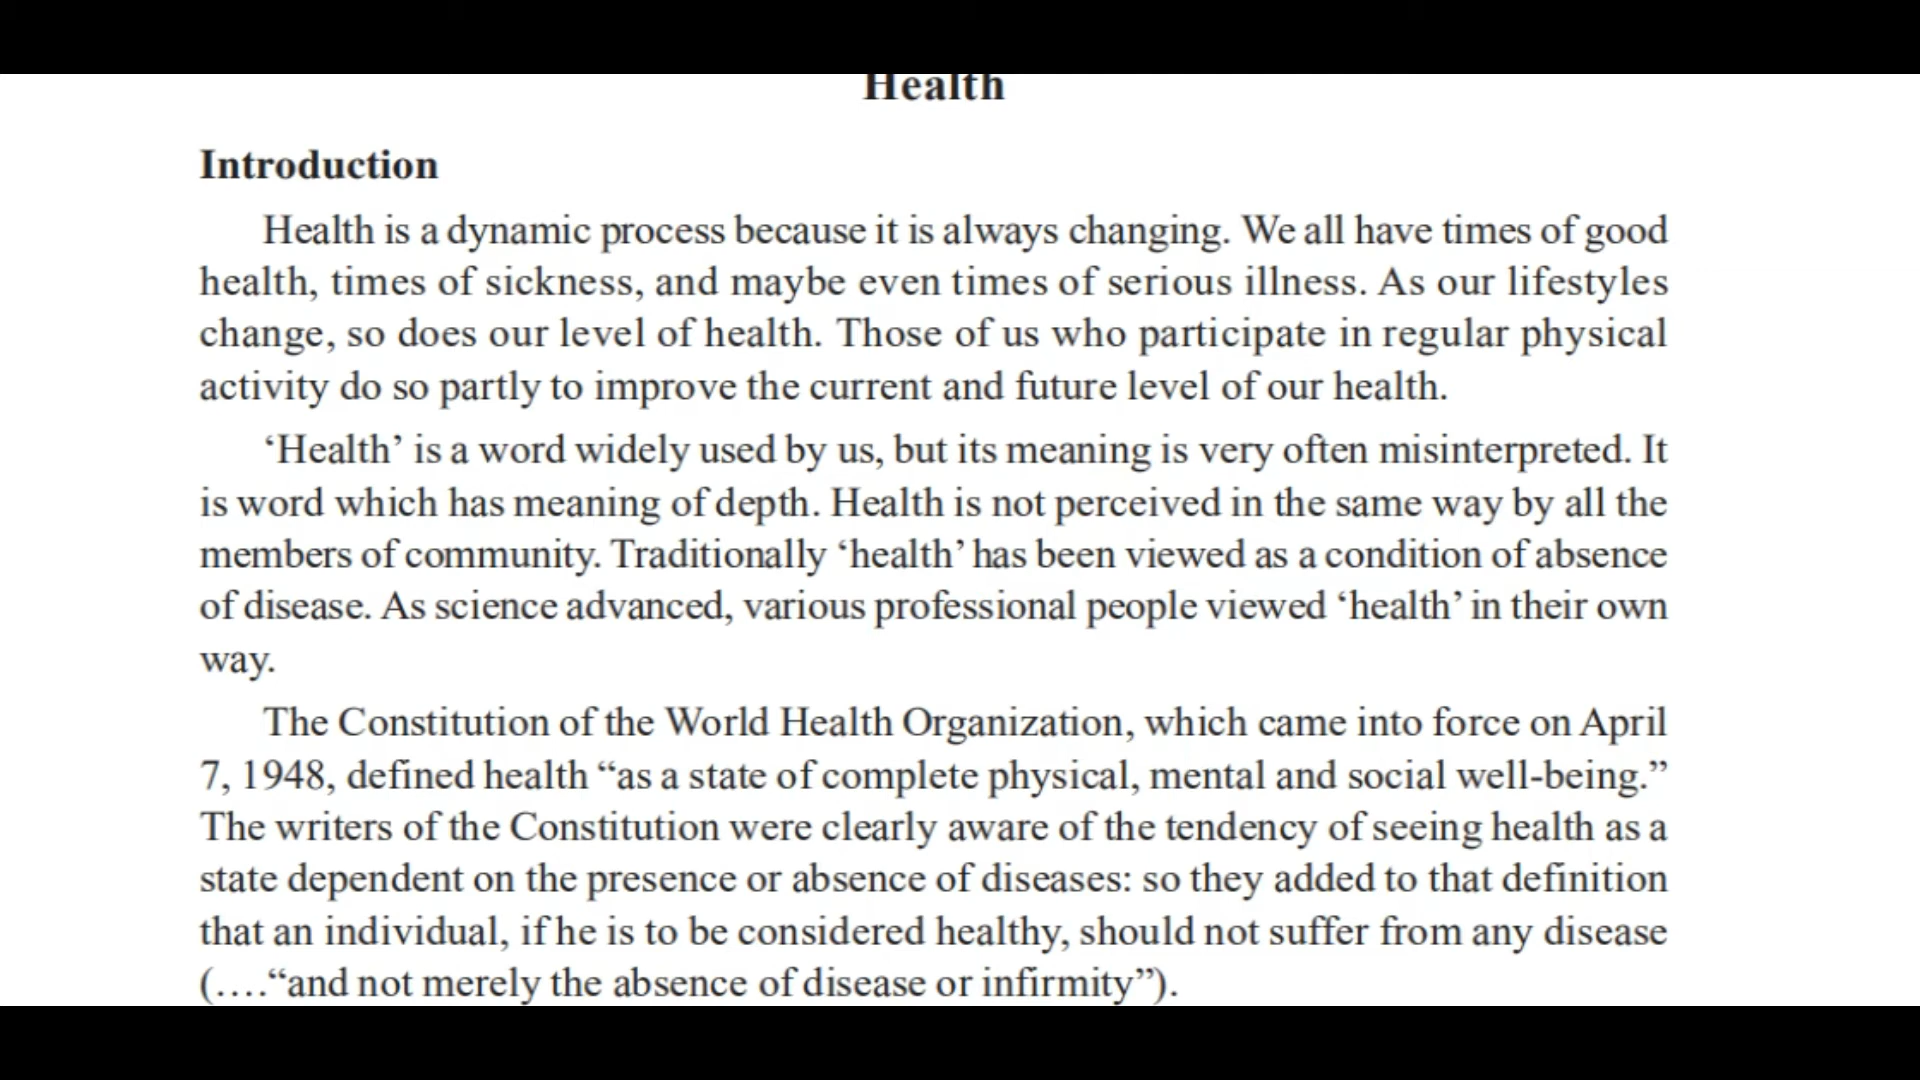 Health
Introduction
Health is a dynamic process because it is always changing. We all have times of good
health, times of sickness, and maybe even times of serious illness. As our lifestyles
change, so does our level of health. Those of us who participate in regular physical
activity do so partly to improve the current and future level of our health.
‘Health’ is a word widely used by us, but its meaning is very often misinterpreted. It
is word which has meaning of depth. Health is not perceived in the same way by all the
members of community. Traditionally ‘health’ has been viewed as a condition of absence
of disease. As science advanced, various professional people viewed ‘health’ in their own
way.
The Constitution of the World Health Organization, which came into force on April
7, 1948, defined health “as a state of complete physical, mental and social well-being.”
The writers of the Constitution were clearly aware of the tendency of seeing health as a
state dependent on the presence or absence of diseases: so they added to that definition
that an individual, if he is to be considered healthy, should not suffer from any disease
(....“and not merely the absence of disease or infirmity”).